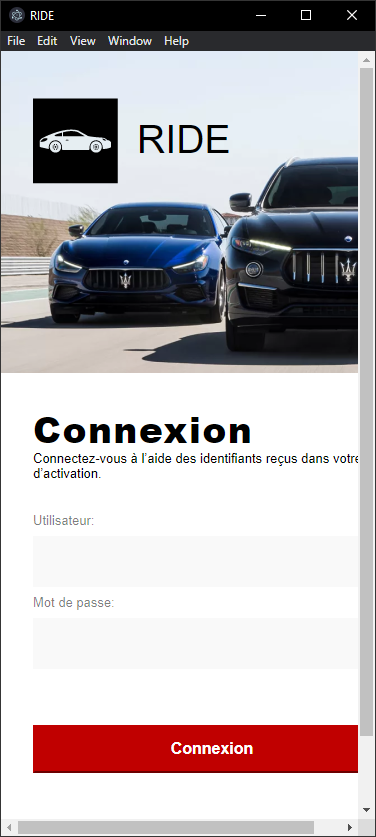 RIDE
File Edit View Window Help
RIDE
Connexion
Connectez-vous à l'aide des identifiants reçus dans votre
d'activation.
Utilisateur:
Mot de passe:
Connexion